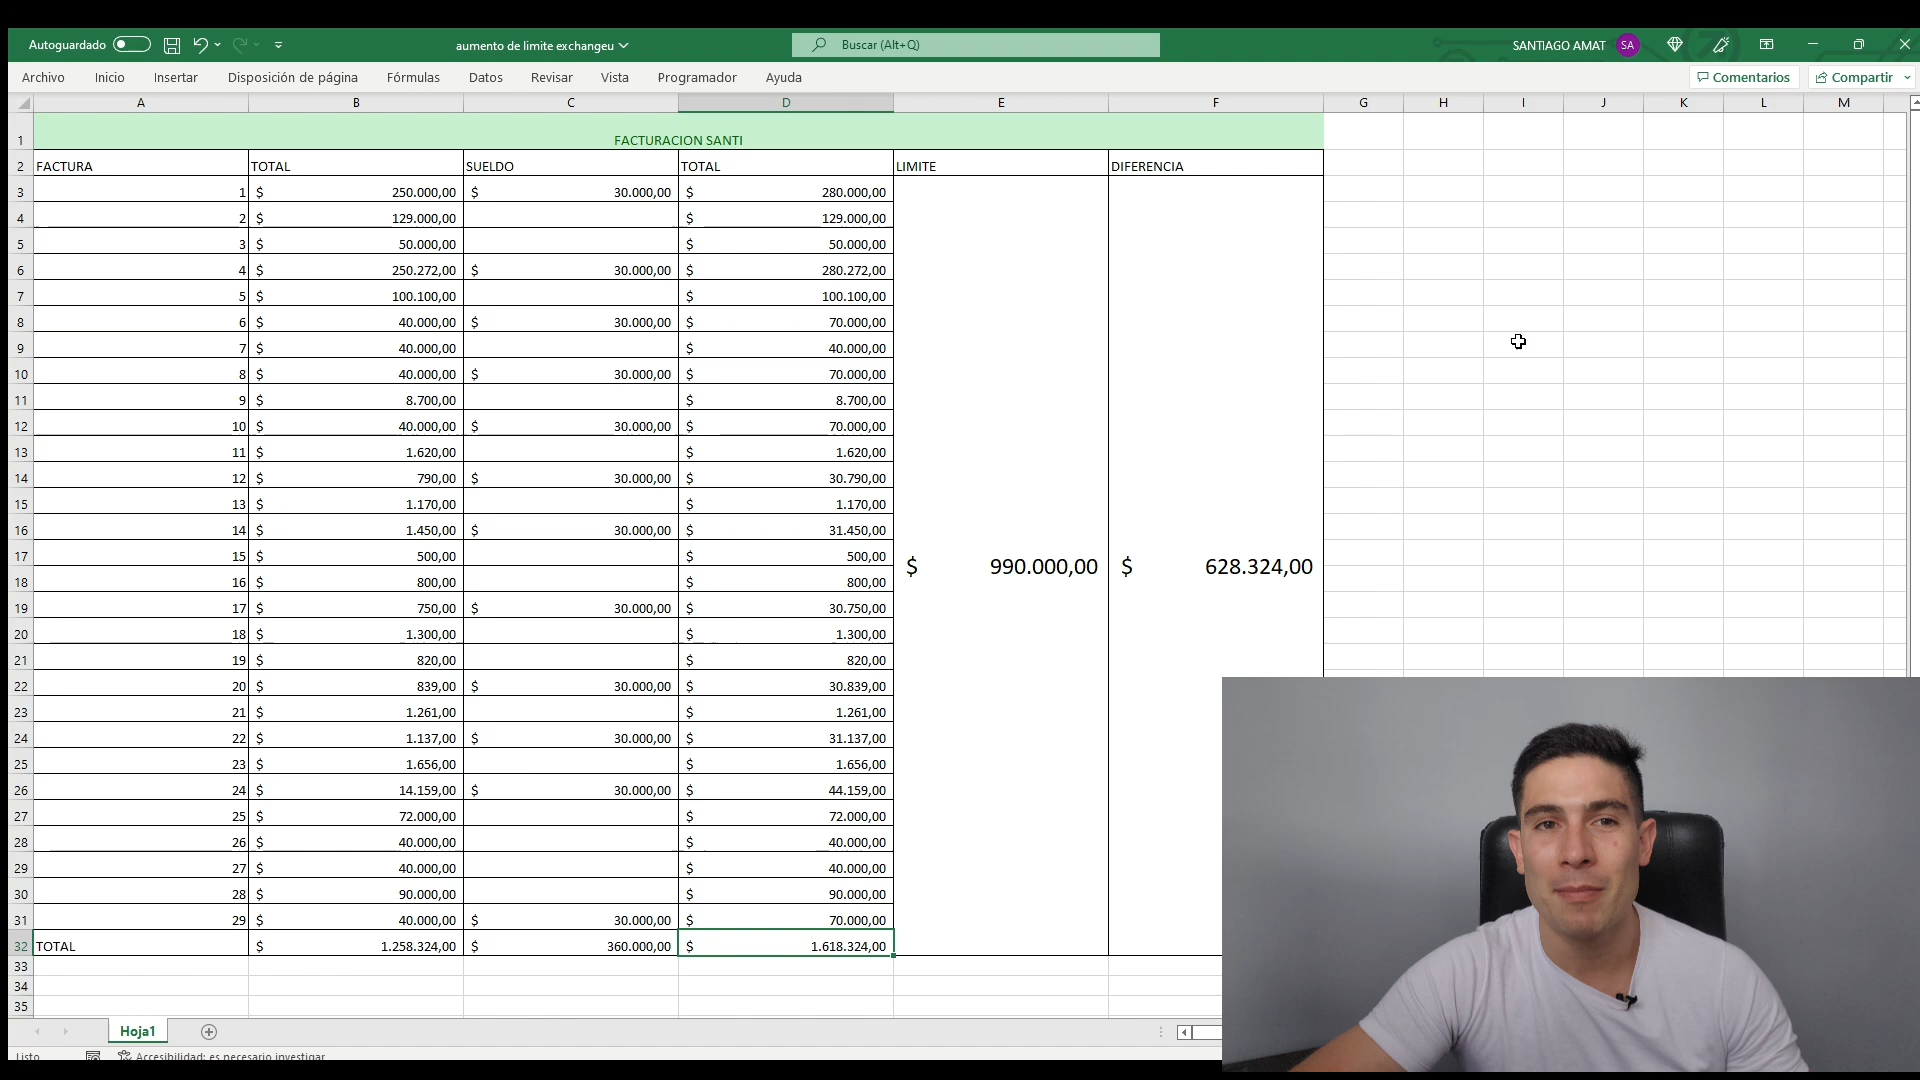 Autoguardado
aumento de limite exchangeu
Buscar (Alt+Q)
SANTIAGO AMAT
SA
Archivo Inicio Insertar Disposición de página Fórmulas Datos Revisar Vista Programador Ayuda
Comentarios
Compartir
A B C D E F G H I J K L M
1 FACTURACION SANTI
2 FACTURA TOTAL SUELDO TOTAL LIMITE DIFERENCIA
3 1 $ 250.000,00 $ 30.000,00 $ 280.000,00
4 2 $ 129.000,00 $ 129.000,00
5 3 $ 50.000,00 $ 50.000,00
6 4 $ 250.272,00 $ 30.000,00 $ 280.272,00
7 5 $ 100.100,00 $ 100.100,00
8 6 $ 40.000,00 $ 30.000,00 $ 70.000,00
9 7 $ 40.000,00 $ 40.000,00
10 8 $ 40.000,00 $ 30.000,00 $ 70.000,00
11 9 $ 8.700,00 $ 8.700,00
12 10 $ 40.000,00 $ 30.000,00 $ 70.000,00
13 11 $ 1.620,00 $ 1.620,00
14 12 $ 790,00 $ 30.000,00 $ 30.790,00
15 13 $ 1.170,00 $ 1.170,00
16 14 $ 1.450,00 $ 30.000,00 $ 31.450,00
17 15 $ 500,00 $ 500,00
$ 990.000,00 $ 628.324,00
18 16 $ 800,00 $ 800,00
19 17 $ 750,00 $ 30.000,00 $ 30.750,00
20 18 $ 1.300,00 $ 1.300,00
21 19 $ 820,00 $ 820,00
22 20 $ 839,00 $ 30.000,00 $ 30.839,00
23 21 $ 1.261,00 $ 1.261,00
24 22 $ 1.137,00 $ 30.000,00 $ 31.137,00
25 23 $ 1.656,00 $ 1.656,00
26 24 $ 14.159,00 $ 30.000,00 $ 44.159,00
27 25 $ 72.000,00 $ 72.000,00
28 26 $ 40.000,00 $ 40.000,00
29 27 $ 40.000,00 $ 40.000,00
30 28 $ 90.000,00 $ 90.000,00
31 29 $ 40.000,00 $ 30.000,00 $ 70.000,00
32 TOTAL $ 1.258.324,00 $ 360.000,00 $ 1.618.324,00
33
34
35
Hoja1
Listo
Accesibilidad: es necesario investigar